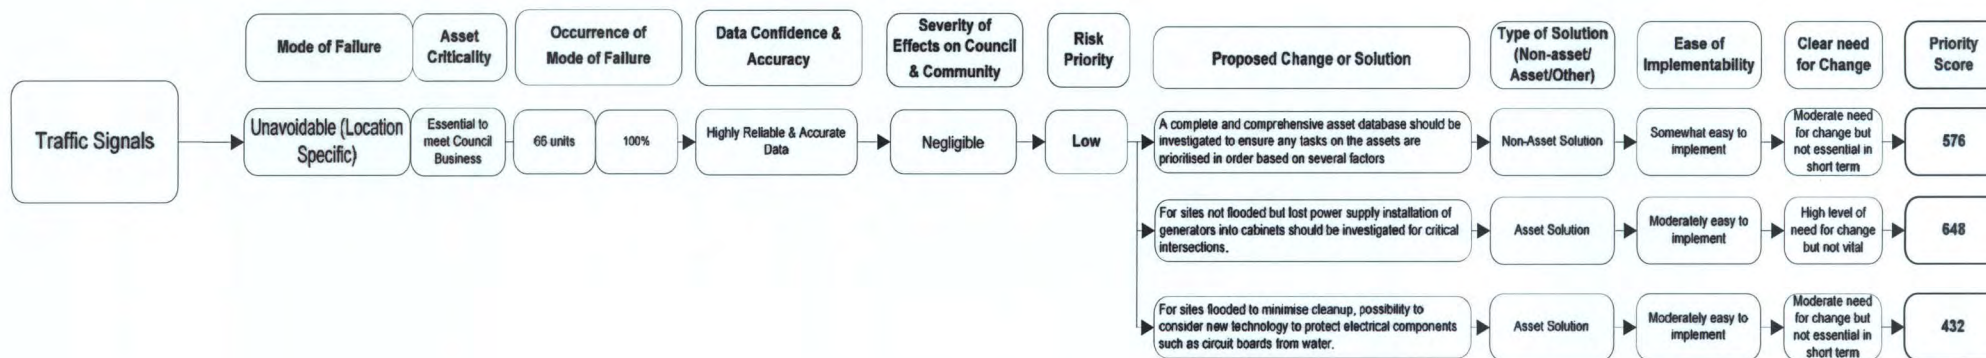 Mode of Failure
Asset
Criticality
Occurrence of
Mode of Failure
Data Confidence &
Accuracy
Severity of
Effects on Council
& Community
Risk
Priority
Proposed Change or Solution
Type of Solution
(Non-asset/
Asset/Other)
Ease of
Implementability
Clear need
for Change
Priority
Score
Traffic Signals
Unavoidable (Location
Specific)
Essential to
meet Council
Business
66 units
100%
Highly Reliable & Accurate
Data
Negligible
Low
A complete and comprehensive asset database should be
investigated to ensure any tasks on the assets are
prioritised in order based on several factors
Non-Asset Solution
Somewhat easy to
implement
Moderate need
for change but
not essential in
short term
576
For sites not flooded but lost power supply installation of
generators into cabinets should be investigated for critical
intersections.
Asset Solution
Moderately easy to
implement
High level of
need for change
but not vital
648
For sites flooded to minimise cleanup, possibility to
consider new technology to protect electrical components
such as circuit boards from water.
Asset Solution
Moderately easy to
implement
Moderate need
for change but
not essential in
short term
432